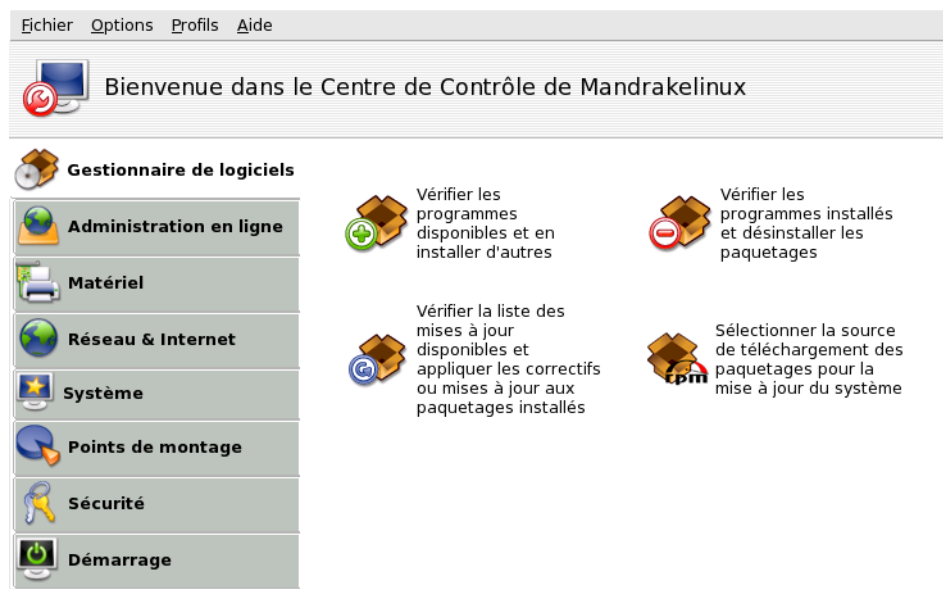 Fichier Options Profils Aide
Bienvenue dans le Centre de Contrôle de Mandrakelinux
Gestionnaire de logiciels
Administration en ligne
Matériel
Réseau & Internet
Système
Points de montage
Sécurité
Démarrage
Vérifier les
programmes
disponibles et en
installer d'autres
Vérifier les
programmes installés
et désinstaller les
paquetages
Vérifier la liste des
mises à jour
disponibles et
appliquer les correctifs
ou mises à jour aux
paquetages installés
rpm
Sélectionner la source
de téléchargement des
paquetages pour la
mise à jour du système